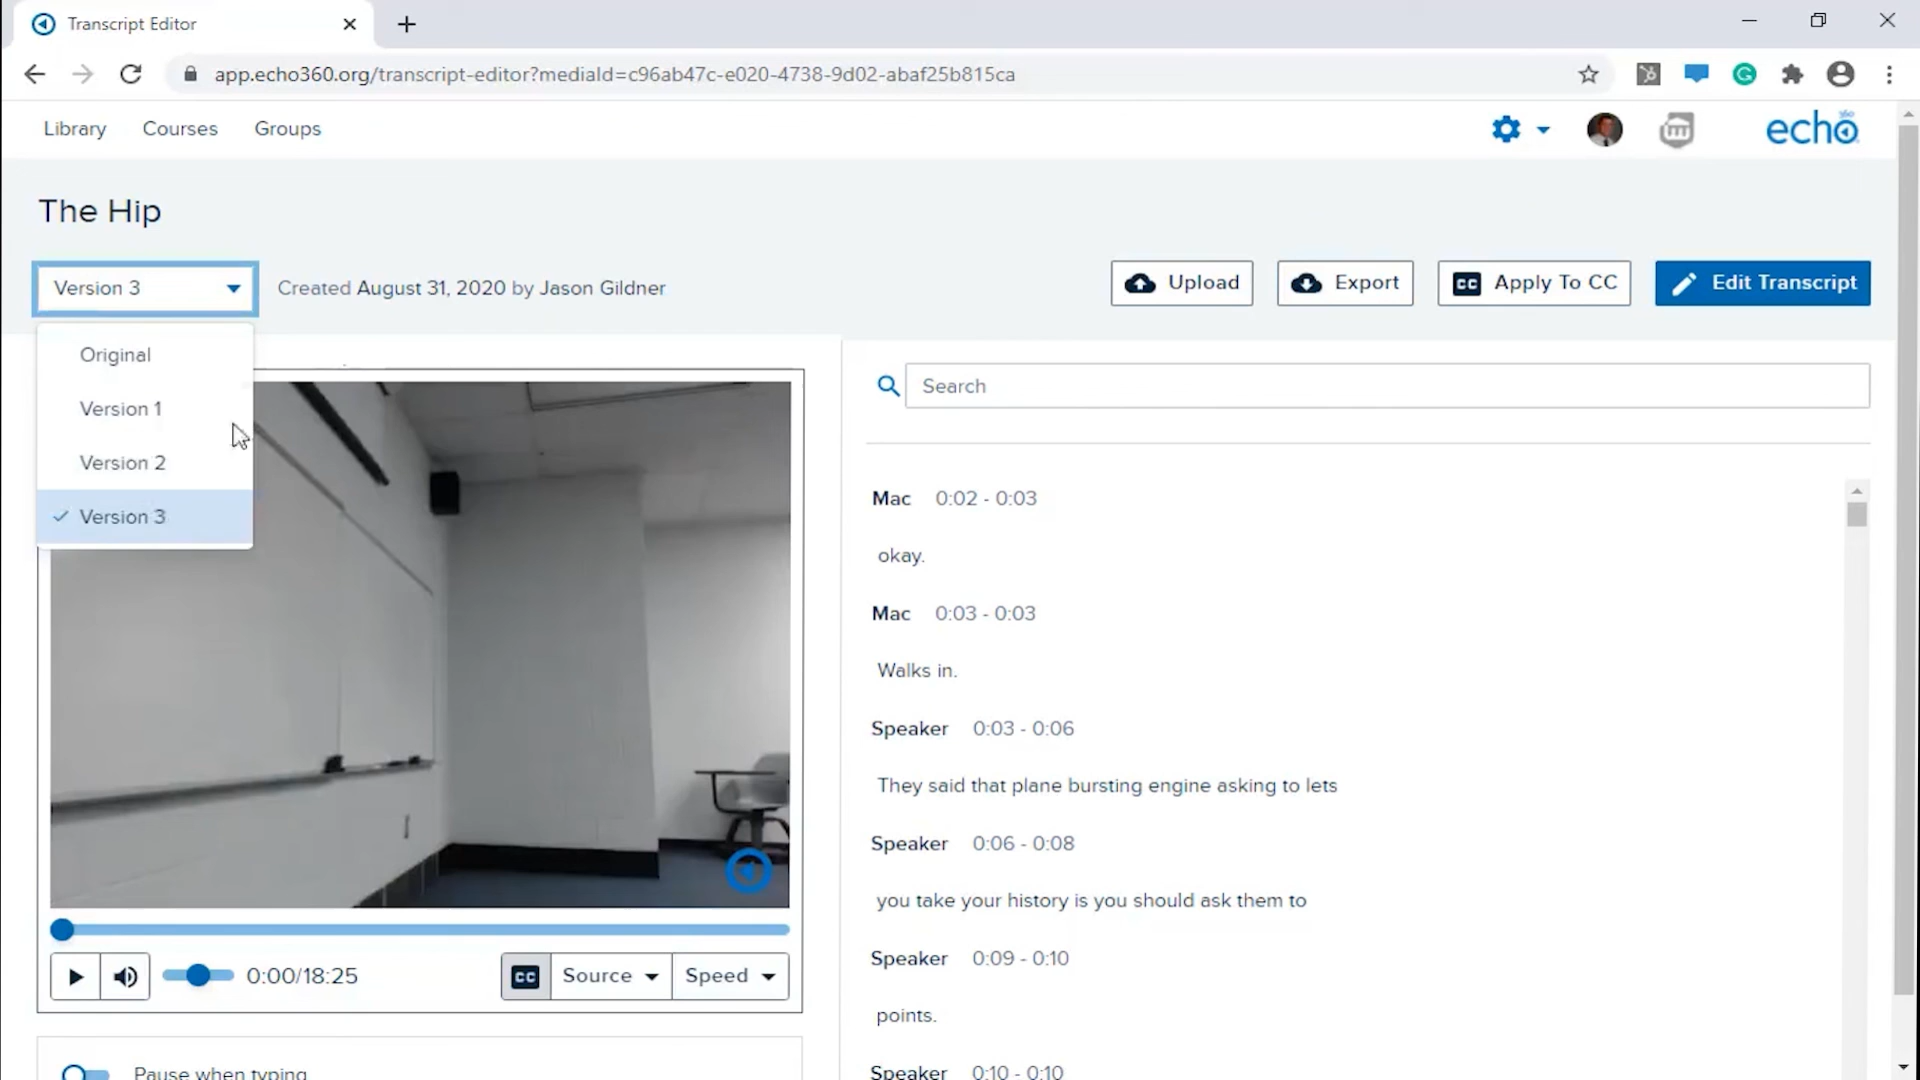 Transcript Editor
app.echo360.org/transcript-editor?mediaId=c96ab47c-e020-4738-9d02-abaf25b815ca
Library Courses Groups
echo360
The Hip
Version 3 Created August 31, 2020 by Jason Gildner
Upload Export CC Apply To CC Edit Transcript
Original
Version 1
Version 2
Version 3
Search
Mac 0:02 - 0:03
okay.
Mac 0:03 - 0:03
Walks in.
Speaker 0:03 - 0:06
They said that plane bursting engine asking to lets
Speaker 0:06 - 0:08
you take your history is you should ask them to
Speaker 0:09 - 0:10
points.
Speaker 0:10 - 0:10
0:00/18:25 CC Source Speed
Pause when typing